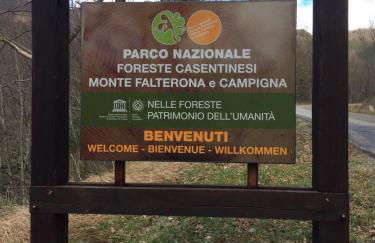 PARCO NAZIONALE
FORESTE CASENTINESI
MONTE FALTERONA e CAMPIGNA
NELLE FORESTE
PATRIMONIO DELL'UMANITÀ
BENVENUTI
WELCOME - BIENVENUE - WILLKOMMEN